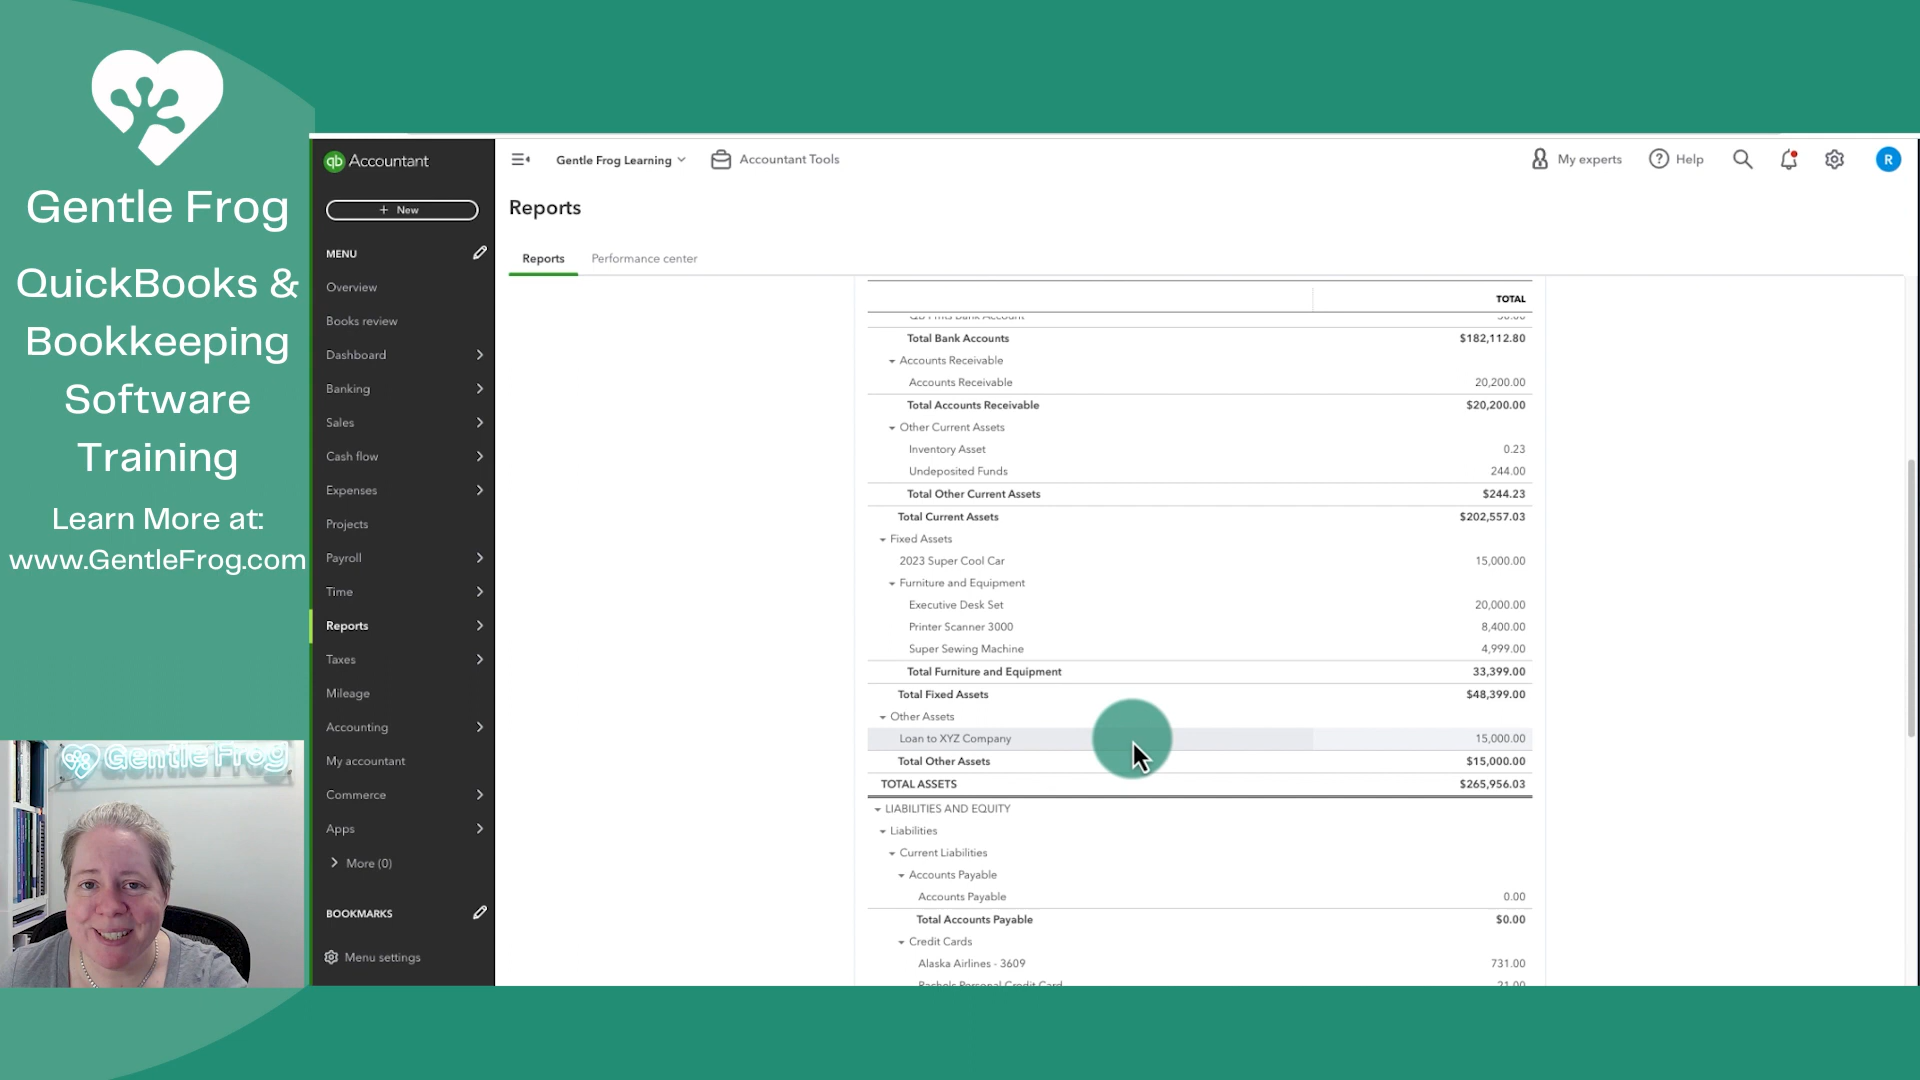 Gentle Frog
QuickBooks &
Bookkeeping
Software
Training
Learn More at:
www.GentleFrog.com
Gentle Frog
qb Accountant
+ New
MENU
Overview
Books review
Dashboard
Banking
Sales
Cash flow
Expenses
Projects
Payroll
Time
Reports
Taxes
Mileage
Accounting
My accountant
Commerce
Apps
More (0)
BOOKMARKS
Menu settings
Gentle Frog Learning
Accountant Tools
My experts
? Help
R
Reports
Reports Performance center
TOTAL
Total Bank Accounts $182,112.80
Accounts Receivable
Accounts Receivable 20,200.00
Total Accounts Receivable $20,200.00
Other Current Assets
Inventory Asset 0.23
Undeposited Funds 244.00
Total Other Current Assets $244.23
Total Current Assets $202,557.03
Fixed Assets
2023 Super Cool Car 15,000.00
Furniture and Equipment
Executive Desk Set 20,000.00
Printer Scanner 3000 8,400.00
Super Sewing Machine 4,999.00
Total Furniture and Equipment 33,399.00
Total Fixed Assets $48,399.00
Other Assets
Loan to XYZ Company 15,000.00
Total Other Assets $15,000.00
TOTAL ASSETS $265,956.03
LIABILITIES AND EQUITY
Liabilities
Current Liabilities
Accounts Payable
Accounts Payable 0.00
Total Accounts Payable $0.00
Credit Cards
Alaska Airlines - 3609 731.00